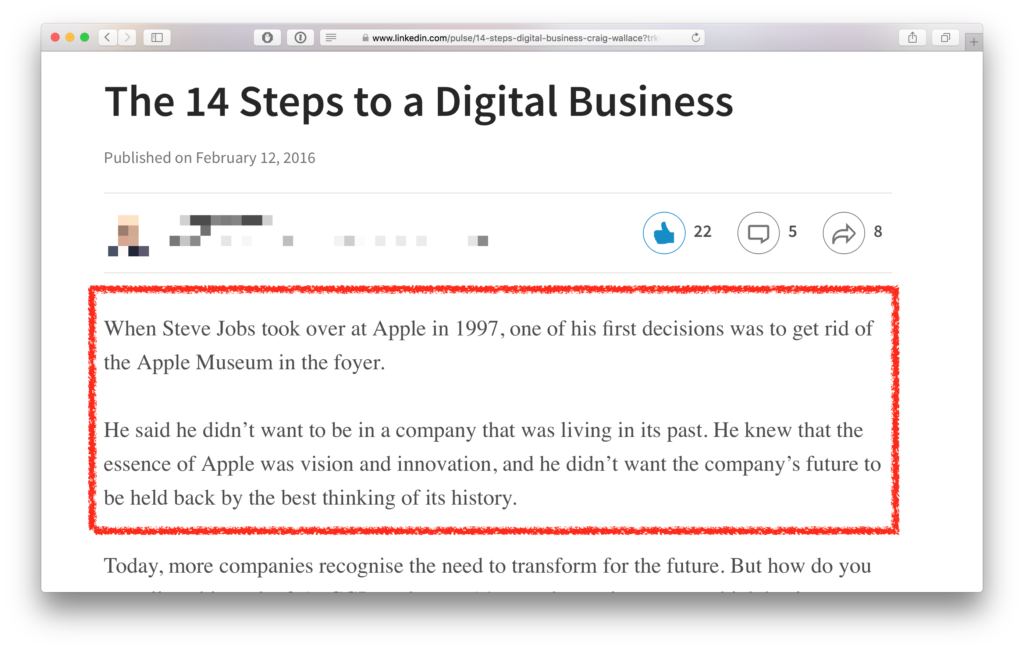 www.linkedin.com/pulse/14-steps-digital-business-craig-wallace?trk
The 14 Steps to a Digital Business
Published on February 12, 2016
22
5
8
When Steve Jobs took over at Apple in 1997, one of his first decisions was to get rid of
the Apple Museum in the foyer.
He said he didn’t want to be in a company that was living in its past. He knew that the
essence of Apple was vision and innovation, and he didn’t want the company’s future to
be held back by the best thinking of its history.
Today, more companies recognise the need to transform for the future. But how do you